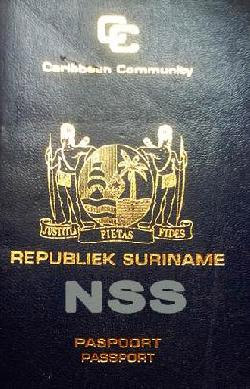 CC
Caribbean Community
JUSTITIA PIETAS FIDES
REPUBLIEK SURINAME
NSS
PASPOORT
PASSPORT